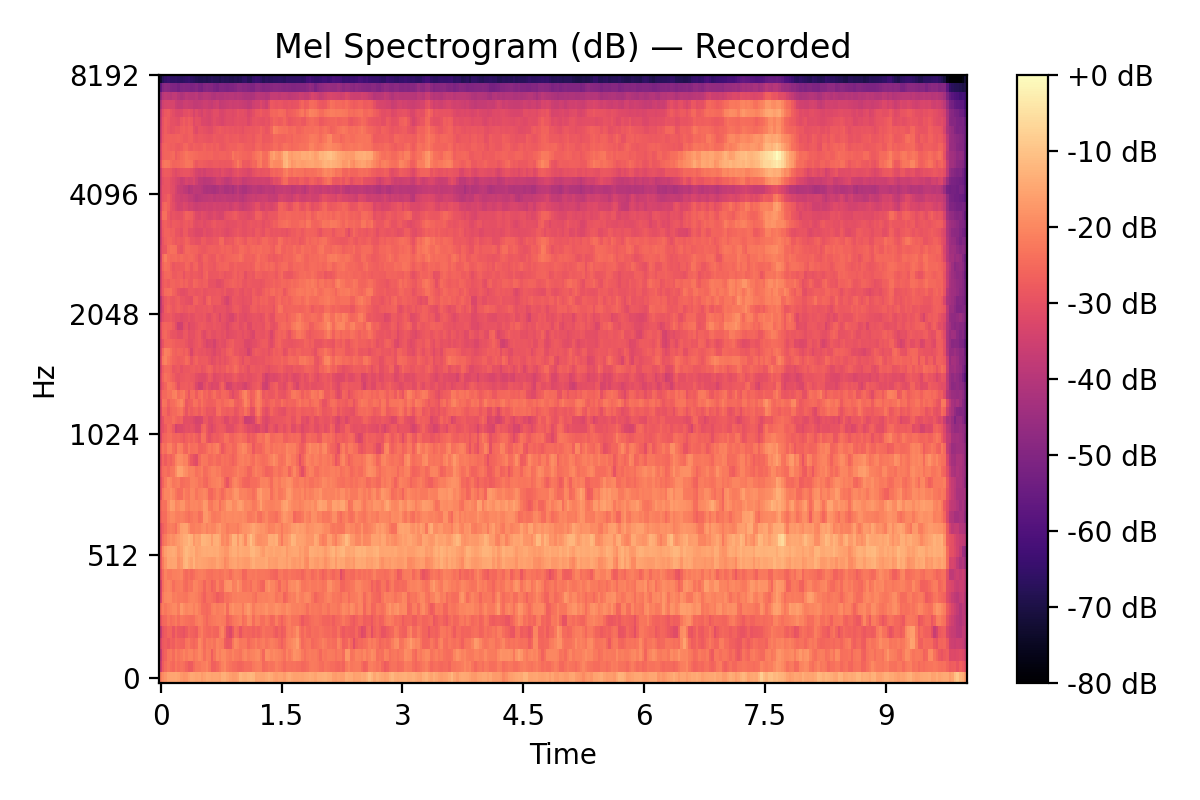 Mel Spectrogram (dB) — Recorded
8192
4096
2048
1024
512
0
Hz
0
1.5
3
4.5
6
7.5
9
Time
+0 dB
-10 dB
-20 dB
-30 dB
-40 dB
-50 dB
-60 dB
-70 dB
-80 dB